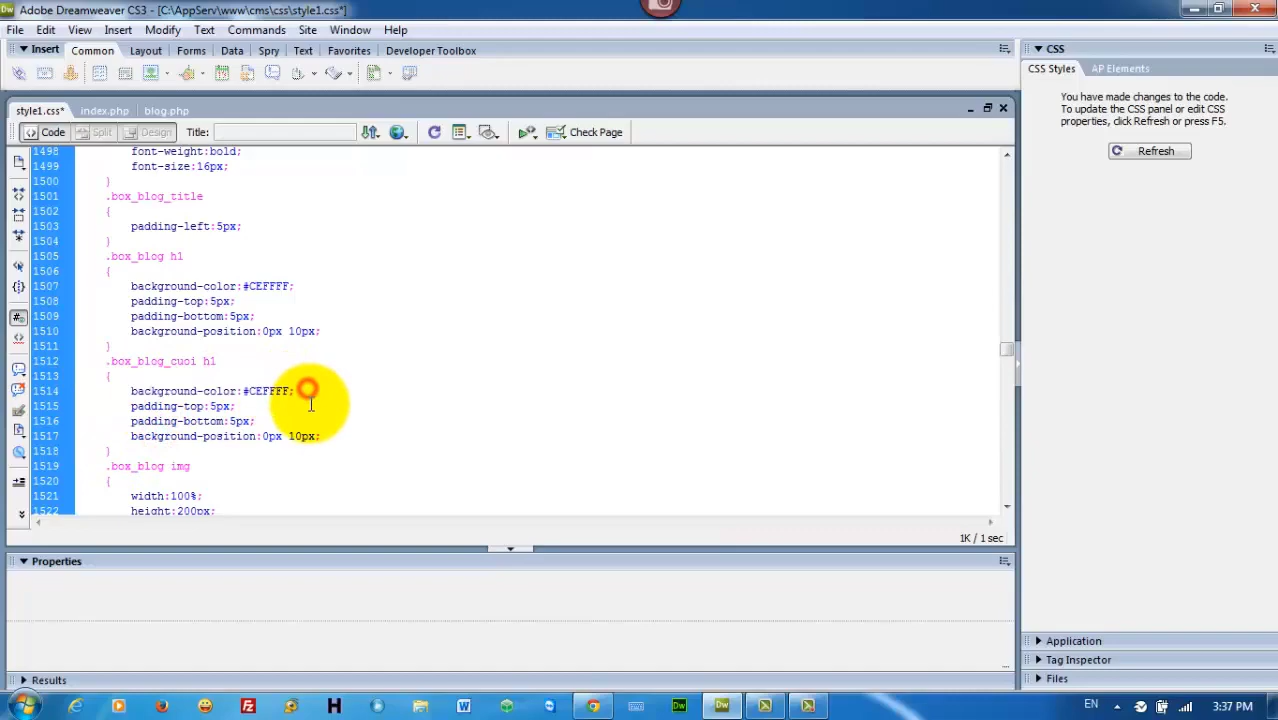 Adobe Dreamweaver CS3 - [C:\AppServ\www\cms\css\style1.css*]
File Edit View Insert Modify Text Commands Site Window Help
Insert Common Layout Forms Data Spry Text Favorites Developer Toolbox
CSS
CSS Styles AP Elements
You have made changes to the code.
To update the CSS panel or edit CSS
properties, click Refresh or press F5.
Refresh
style1.css* index.php blog.php
Code Split Design Title: Check Page
1498 font-weight:bold;
1499 font-size:16px;
1500 }
1501 .box_blog_title
1502 {
1503 padding-left:5px;
1504 }
1505 .box_blog h1
1506 {
1507 background-color:#CEFFFF;
1508 padding-top:5px;
1509 padding-bottom:5px;
1510 background-position:0px 10px;
1511 }
1512 .box_blog_cuoi h1
1513 {
1514 background-color:#CEFFFF;
1515 padding-top:5px;
1516 padding-bottom:5px;
1517 background-position:0px 10px;
1518 }
1519 .box_blog img
1520 {
1521 width:100%;
1522 height:200px;
1K / 1 sec
Properties
Results
Application
Tag Inspector
Files
EN 3:37 PM